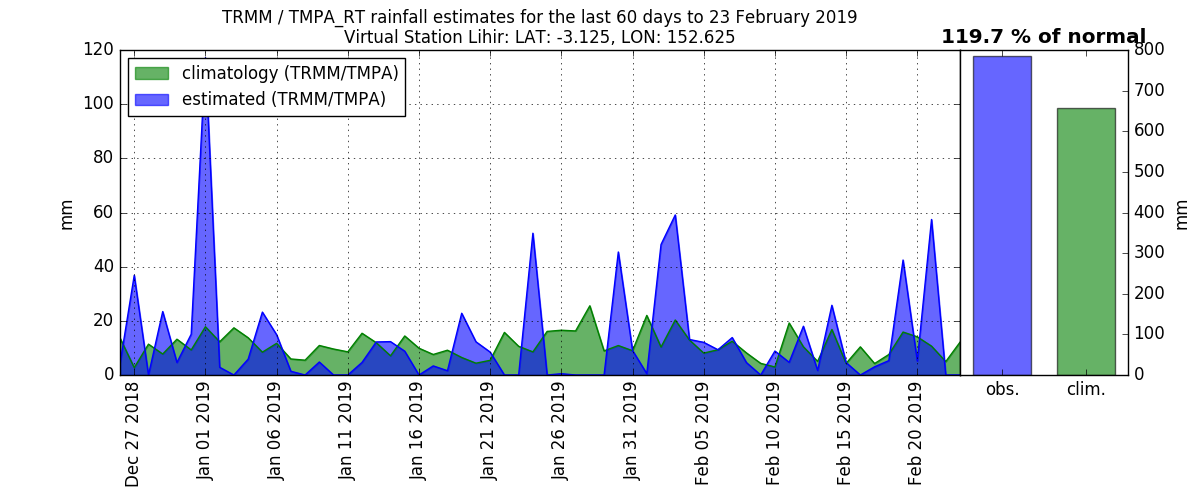 TRMM / TMPA_RT rainfall estimates for the last 60 days to 23 February 2019
Virtual Station Lihir: LAT: -3.125, LON: 152.625
119.7 % of normal
climatology (TRMM/TMPA)
estimated (TRMM/TMPA)
mm
120
100
80
60
40
20
0
Dec 27 2018
Jan 01 2019
Jan 06 2019
Jan 11 2019
Jan 16 2019
Jan 21 2019
Jan 26 2019
Jan 31 2019
Feb 05 2019
Feb 10 2019
Feb 15 2019
Feb 20 2019
obs.
clim.
800
700
600
500
400
300
200
100
0
mm